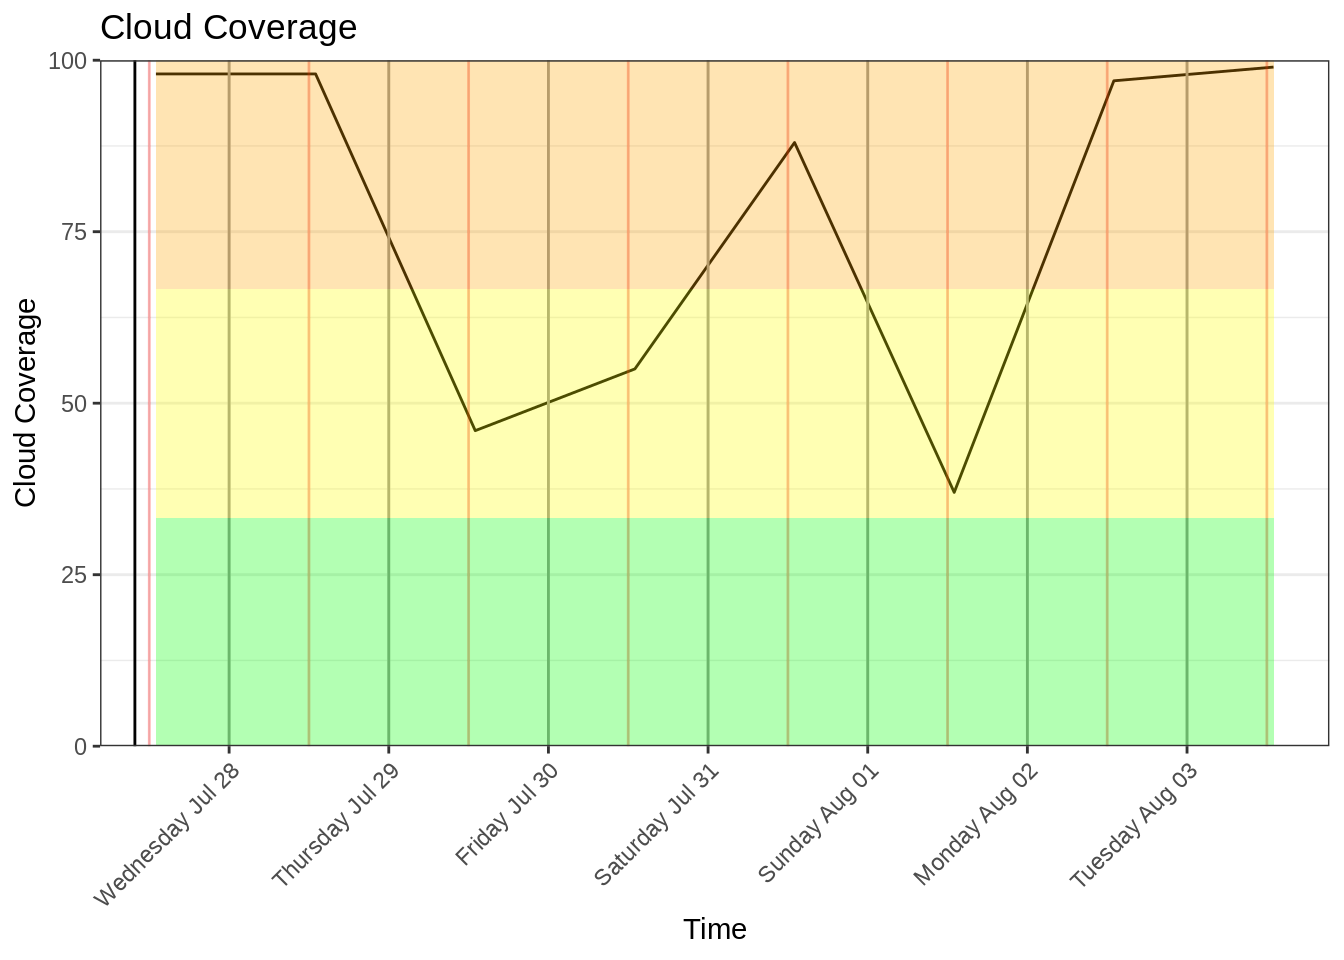 Cloud Coverage
100
75
50
25
0
Cloud Coverage
Wednesday Jul 28
Thursday Jul 29
Friday Jul 30
Saturday Jul 31
Sunday Aug 01
Monday Aug 02
Tuesday Aug 03
Time